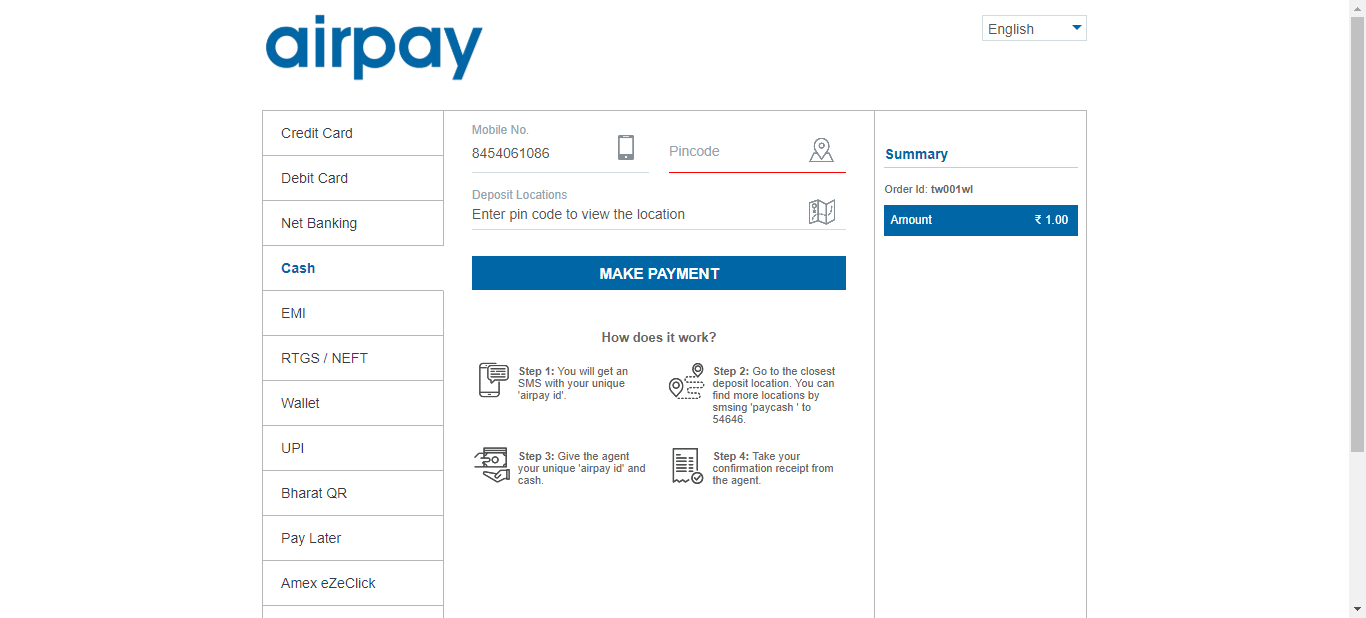 airpay
English
Credit Card
Debit Card
Net Banking
Cash
EMI
RTGS / NEFT
Wallet
UPI
Bharat QR
Pay Later
Amex eZeClick
Mobile No.
8454061086
Pincode
Deposit Locations
Enter pin code to view the location
MAKE PAYMENT
How does it work?
Step 1: You will get an
SMS with your unique
'airpay id'.
Step 2: Go to the closest
deposit location. You can
find more locations by
smsing 'paycash ' to
54646.
Step 3: Give the agent
your unique 'airpay id' and
cash.
Step 4: Take your
confirmation receipt from
the agent.
Summary
Order Id: tw001wl
Amount ₹ 1.00